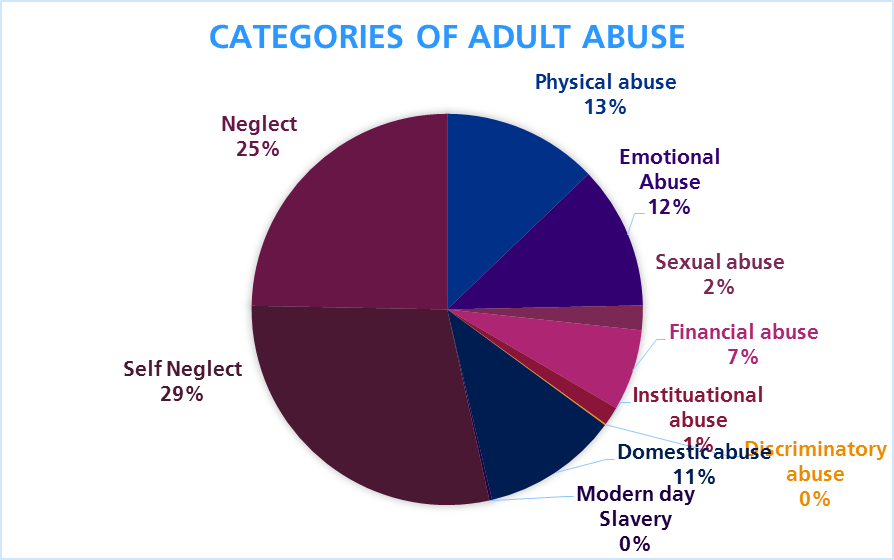 CATEGORIES OF ADULT ABUSE
Physical abuse
13%
Emotional
Abuse
12%
Sexual abuse
2%
Financial abuse
7%
Instituational
abuse
1%
Discriminatory
abuse
0%
Domestic abuse
11%
Modern day
Slavery
0%
Self Neglect
29%
Neglect
25%